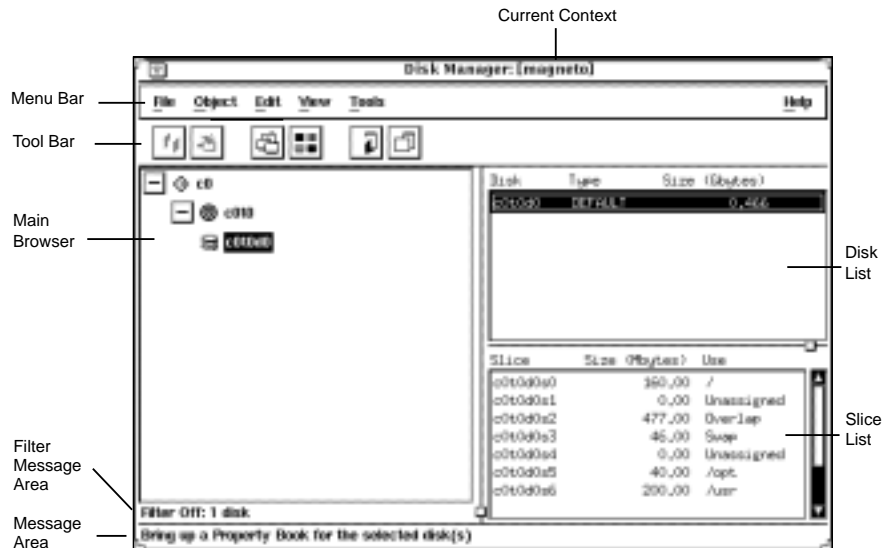 Current Context
Disk Manager: [magneto]
Menu Bar
File Object Edit View Tools Help
Tool Bar
Main Browser
c0
c0t0
c0t0d0
Disk Type Size (Gbytes)
c0t0d0 DEFAULT 0.466
Disk List
Slice Size (Mbytes) Use
c0t0d0s0 160.00 /
c0t0d0s1 0.00 Unassigned
c0t0d0s2 477.00 Overlap
c0t0d0s3 46.00 Swap
c0t0d0s4 0.00 Unassigned
c0t0d0s5 40.00 /opt
c0t0d0s6 200.00 /usr
Slice List
Filter Message Area
Filter Off: 1 disk
Message Area
Bring up a Property Book for the selected disk(s)